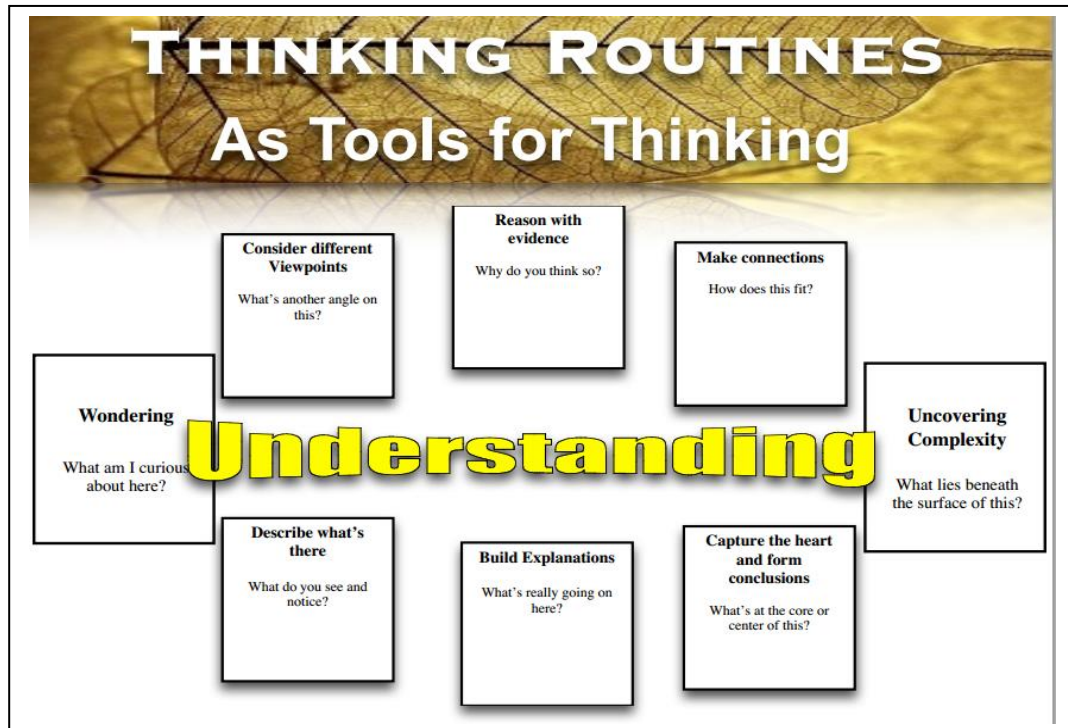 THINKING ROUTINES
As Tools for Thinking
Consider different
Viewpoints
What's another angle on
this?
Reason with
evidence
Why do you think so?
Make connections
How does this fit?
Wondering
What am I curious
about here?
Understanding
Uncovering
Complexity
What lies beneath
the surface of this?
Describe what's
there
What do you see and
notice?
Build Explanations
What's really going on
here?
Capture the heart
and form
conclusions
What's at the core or
center of this?